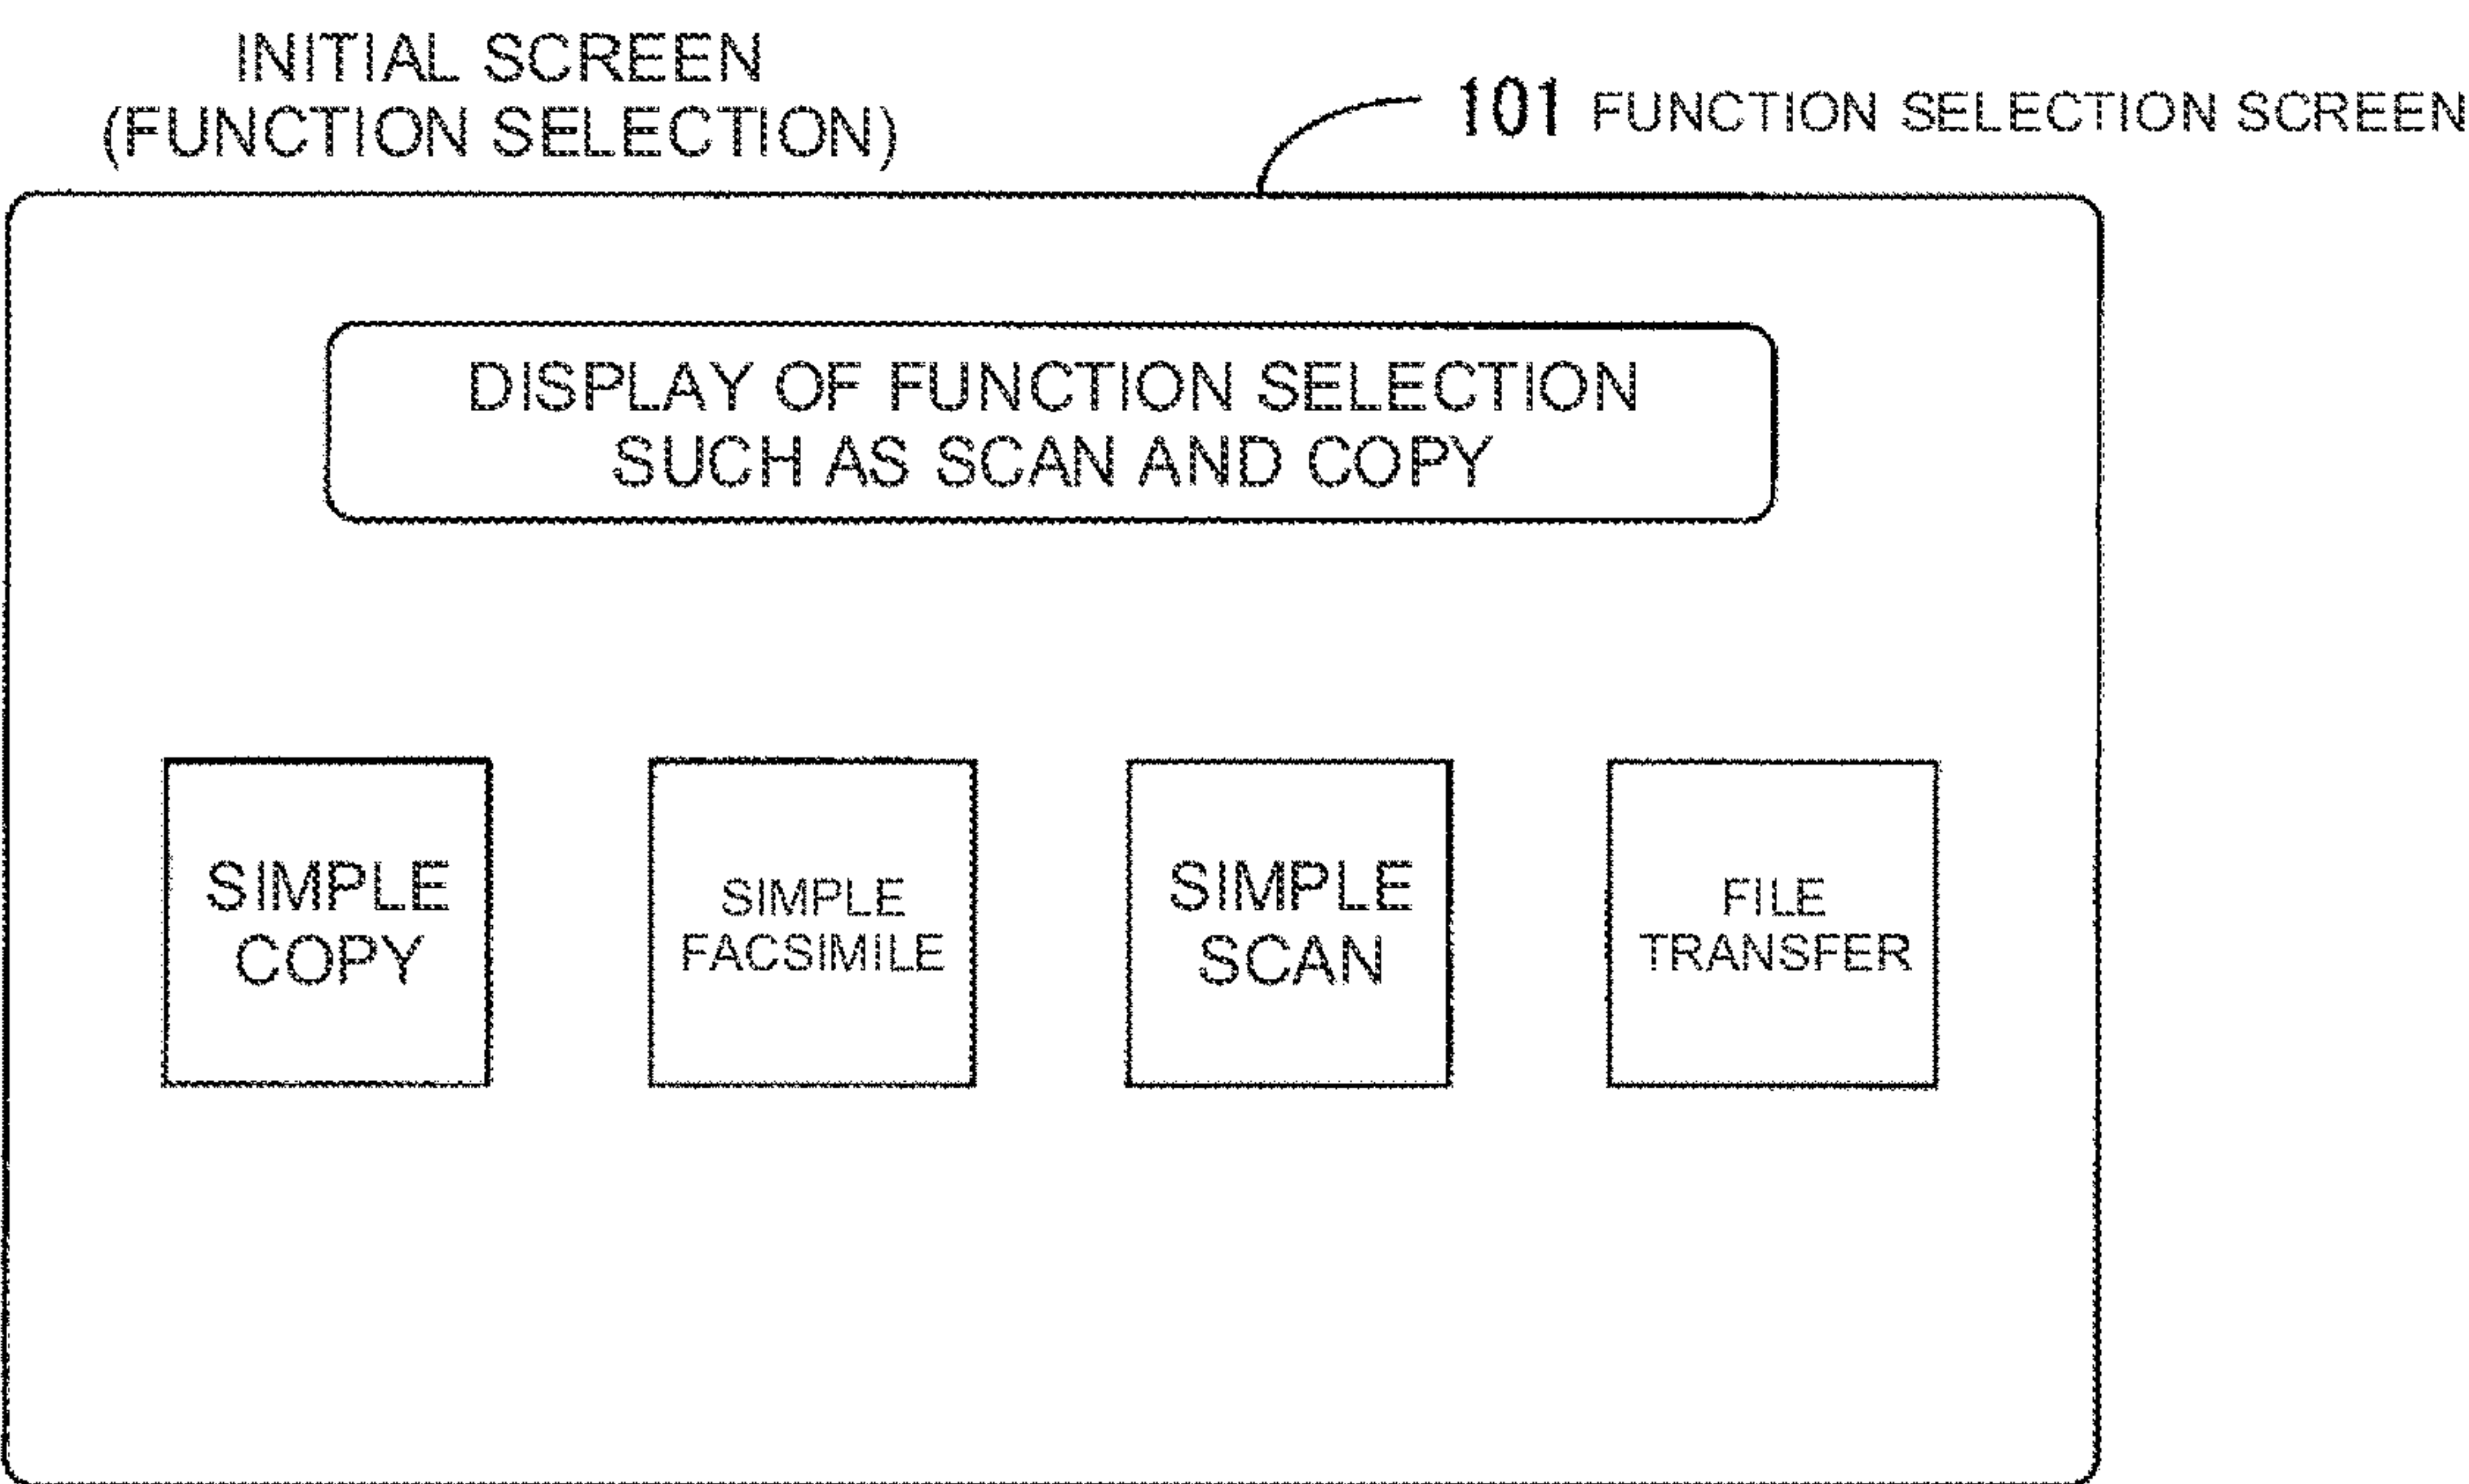 INITIAL SCREEN
(FUNCTION SELECTION)
101 FUNCTION SELECTION SCREEN
DISPLAY OF FUNCTION SELECTION
SUCH AS SCAN AND COPY
SIMPLE
COPY
SIMPLE
FACSIMILE
SIMPLE
SCAN
FILE
TRANSFER